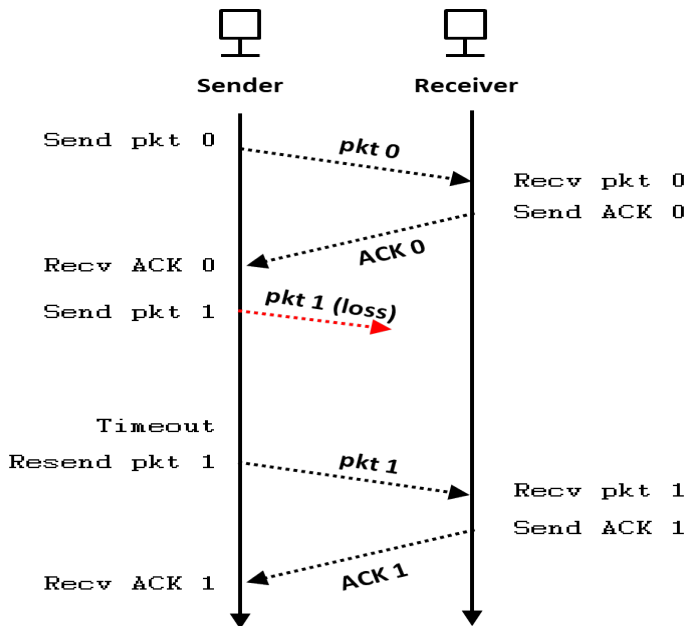 Sender
Receiver
Send pkt 0
pkt 0
Recv pkt 0
Send ACK 0
ACK 0
Recv ACK 0
pkt 1 (loss)
Send pkt 1
Timeout
Resend pkt 1
pkt 1
Recv pkt 1
Send ACK 1
ACK 1
Recv ACK 1